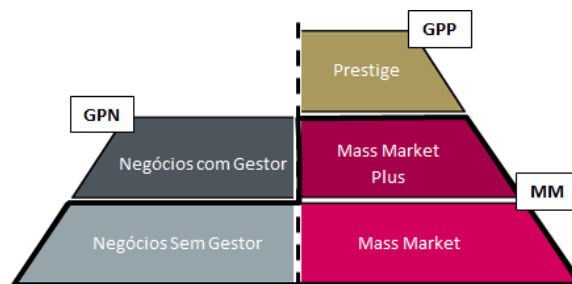 GPP
Prestige
GPN
Negócios com Gestor
Mass Market
Plus
MM
Negócios Sem Gestor
Mass Market